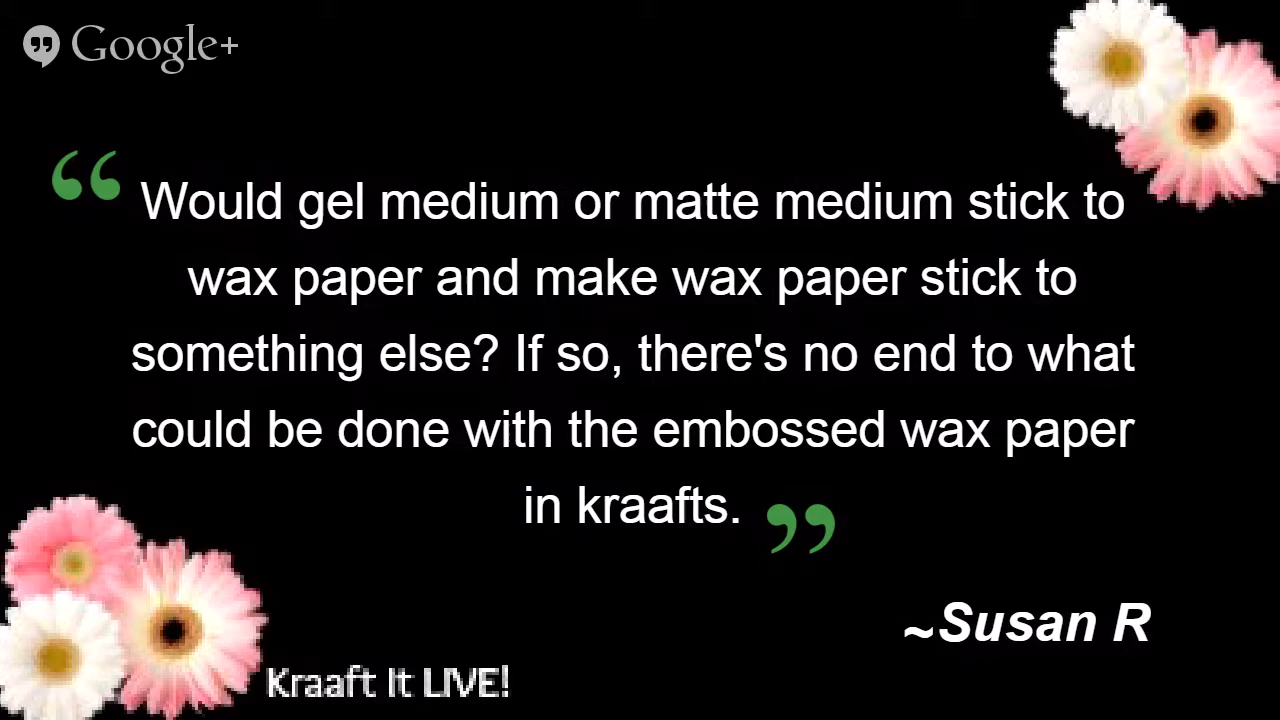 Google+
“Would gel medium or matte medium stick to
wax paper and make wax paper stick to
something else? If so, there's no end to what
could be done with the embossed wax paper
in kraafts.”
~Susan R
Kraaft It LIVE!